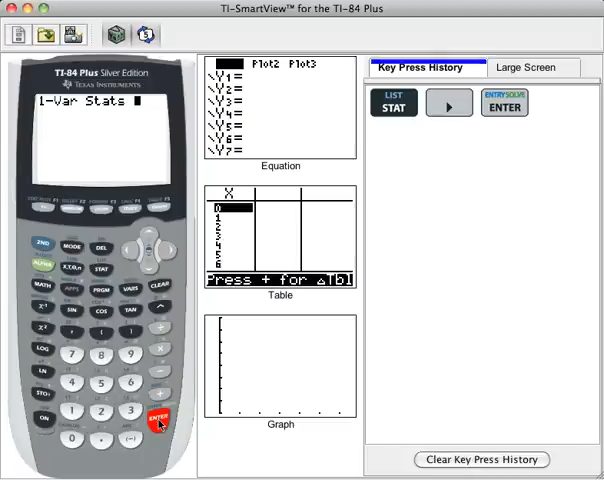 TI-SmartView™ for the TI-84 Plus
TI-84 Plus Silver Edition
TEXAS INSTRUMENTS
1-Var Stats
2ND
MODE
DEL
ALPHA
X,T,θ,n
STAT
MATH
APPS
PRGM
VARS
CLEAR
X⁻¹
SIN
COS
TAN
^
X²
,
(
)
÷
LOG
7
8
9
×
LN
4
5
6
−
STO▸
1
2
3
+
ON
0
.
(−)
ENTER
Plot2 Plot3
\Y1=
\Y2=
\Y3=
\Y4=
\Y5=
\Y6=
\Y7=
Equation
X
0
1
2
3
4
5
6
Press + for △Tbl
Table
Graph
Key Press History
Large Screen
LIST
STAT
ENTRY SOLVE
ENTER
Clear Key Press History